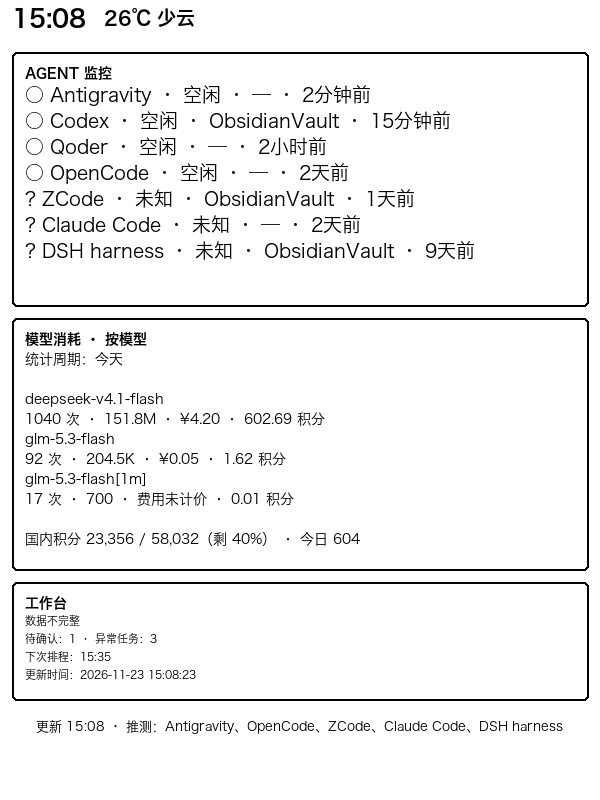 15:08 26℃ 少云
AGENT 监控
○ Antigravity · 空闲 · — · 2分钟前
○ Codex · 空闲 · ObsidianVault · 15分钟前
○ Qoder · 空闲 · — · 2小时前
○ OpenCode · 空闲 · — · 2天前
? ZCode · 未知 · ObsidianVault · 1天前
? Claude Code · 未知 · — · 2天前
? DSH harness · 未知 · ObsidianVault · 9天前
模型消耗 · 按模型
统计周期：今天
deepseek-v4.1-flash
1040 次 · 151.8M · ¥4.20 · 602.69 积分
glm-5.3-flash
92 次 · 204.5K · ¥0.05 · 1.62 积分
glm-5.3-flash[1m]
17 次 · 700 · 费用未计价 · 0.01 积分
国内积分 23,356 / 58,032（剩 40%） · 今日 604
工作台
数据不完整
待确认：1 · 异常任务：3
下次排程：15:35
更新时间：2026-11-23 15:08:23
更新 15:08 · 推测：Antigravity、OpenCode、ZCode、Claude Code、DSH harness